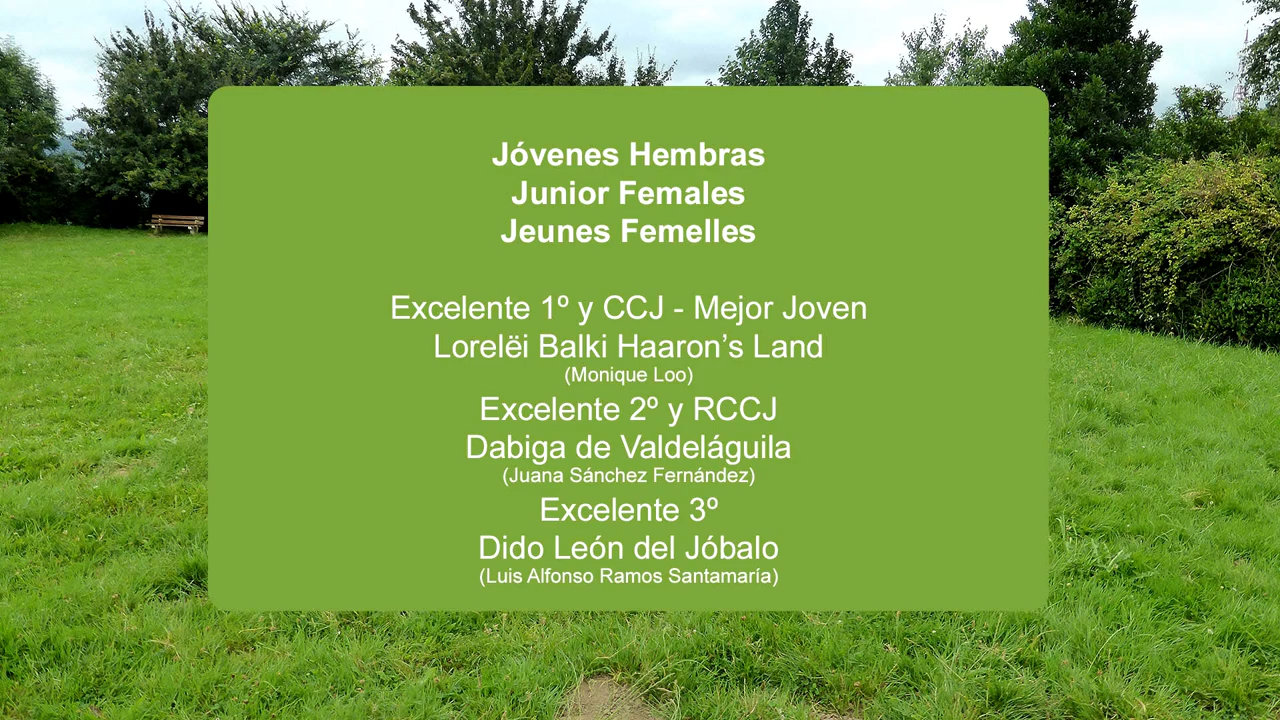 Jóvenes Hembras
Junior Females
Jeunes Femelles
Excelente 1º y CCJ - Mejor Joven
Lorelëi Balki Haaron’s Land
(Monique Loo)
Excelente 2º y RCCJ
Dabiga de Valdeláguila
(Juana Sánchez Fernández)
Excelente 3º
Dido León del Jóbalo
(Luis Alfonso Ramos Santamaría)